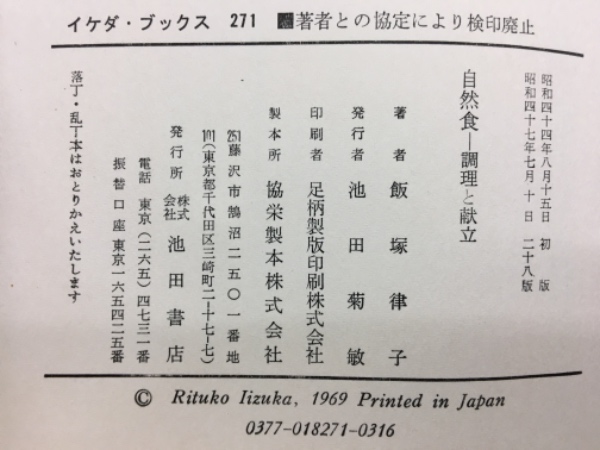 イケダ・ブックス 271 ■著者との協定により検印廃止
昭和四十四年八月十五日 初版
昭和四十七年七月十日 二十八版
自然食―調理と献立
著者 飯塚律子
発行者 池田菊敏
印刷者 足柄製版印刷株式会社
製本所 協栄製本株式会社
251 藤沢市鵠沼二五〇一番地
101(東京都千代田区三崎町二-十七-七)
発行所 株式会社 池田書店
電話 東京(二六五)四七三一番
振替口座 東京一六五四二五番
落丁・乱丁本はおとりかえいたします
© Rituko Iizuka, 1969 Printed in Japan
0377-018271-0316